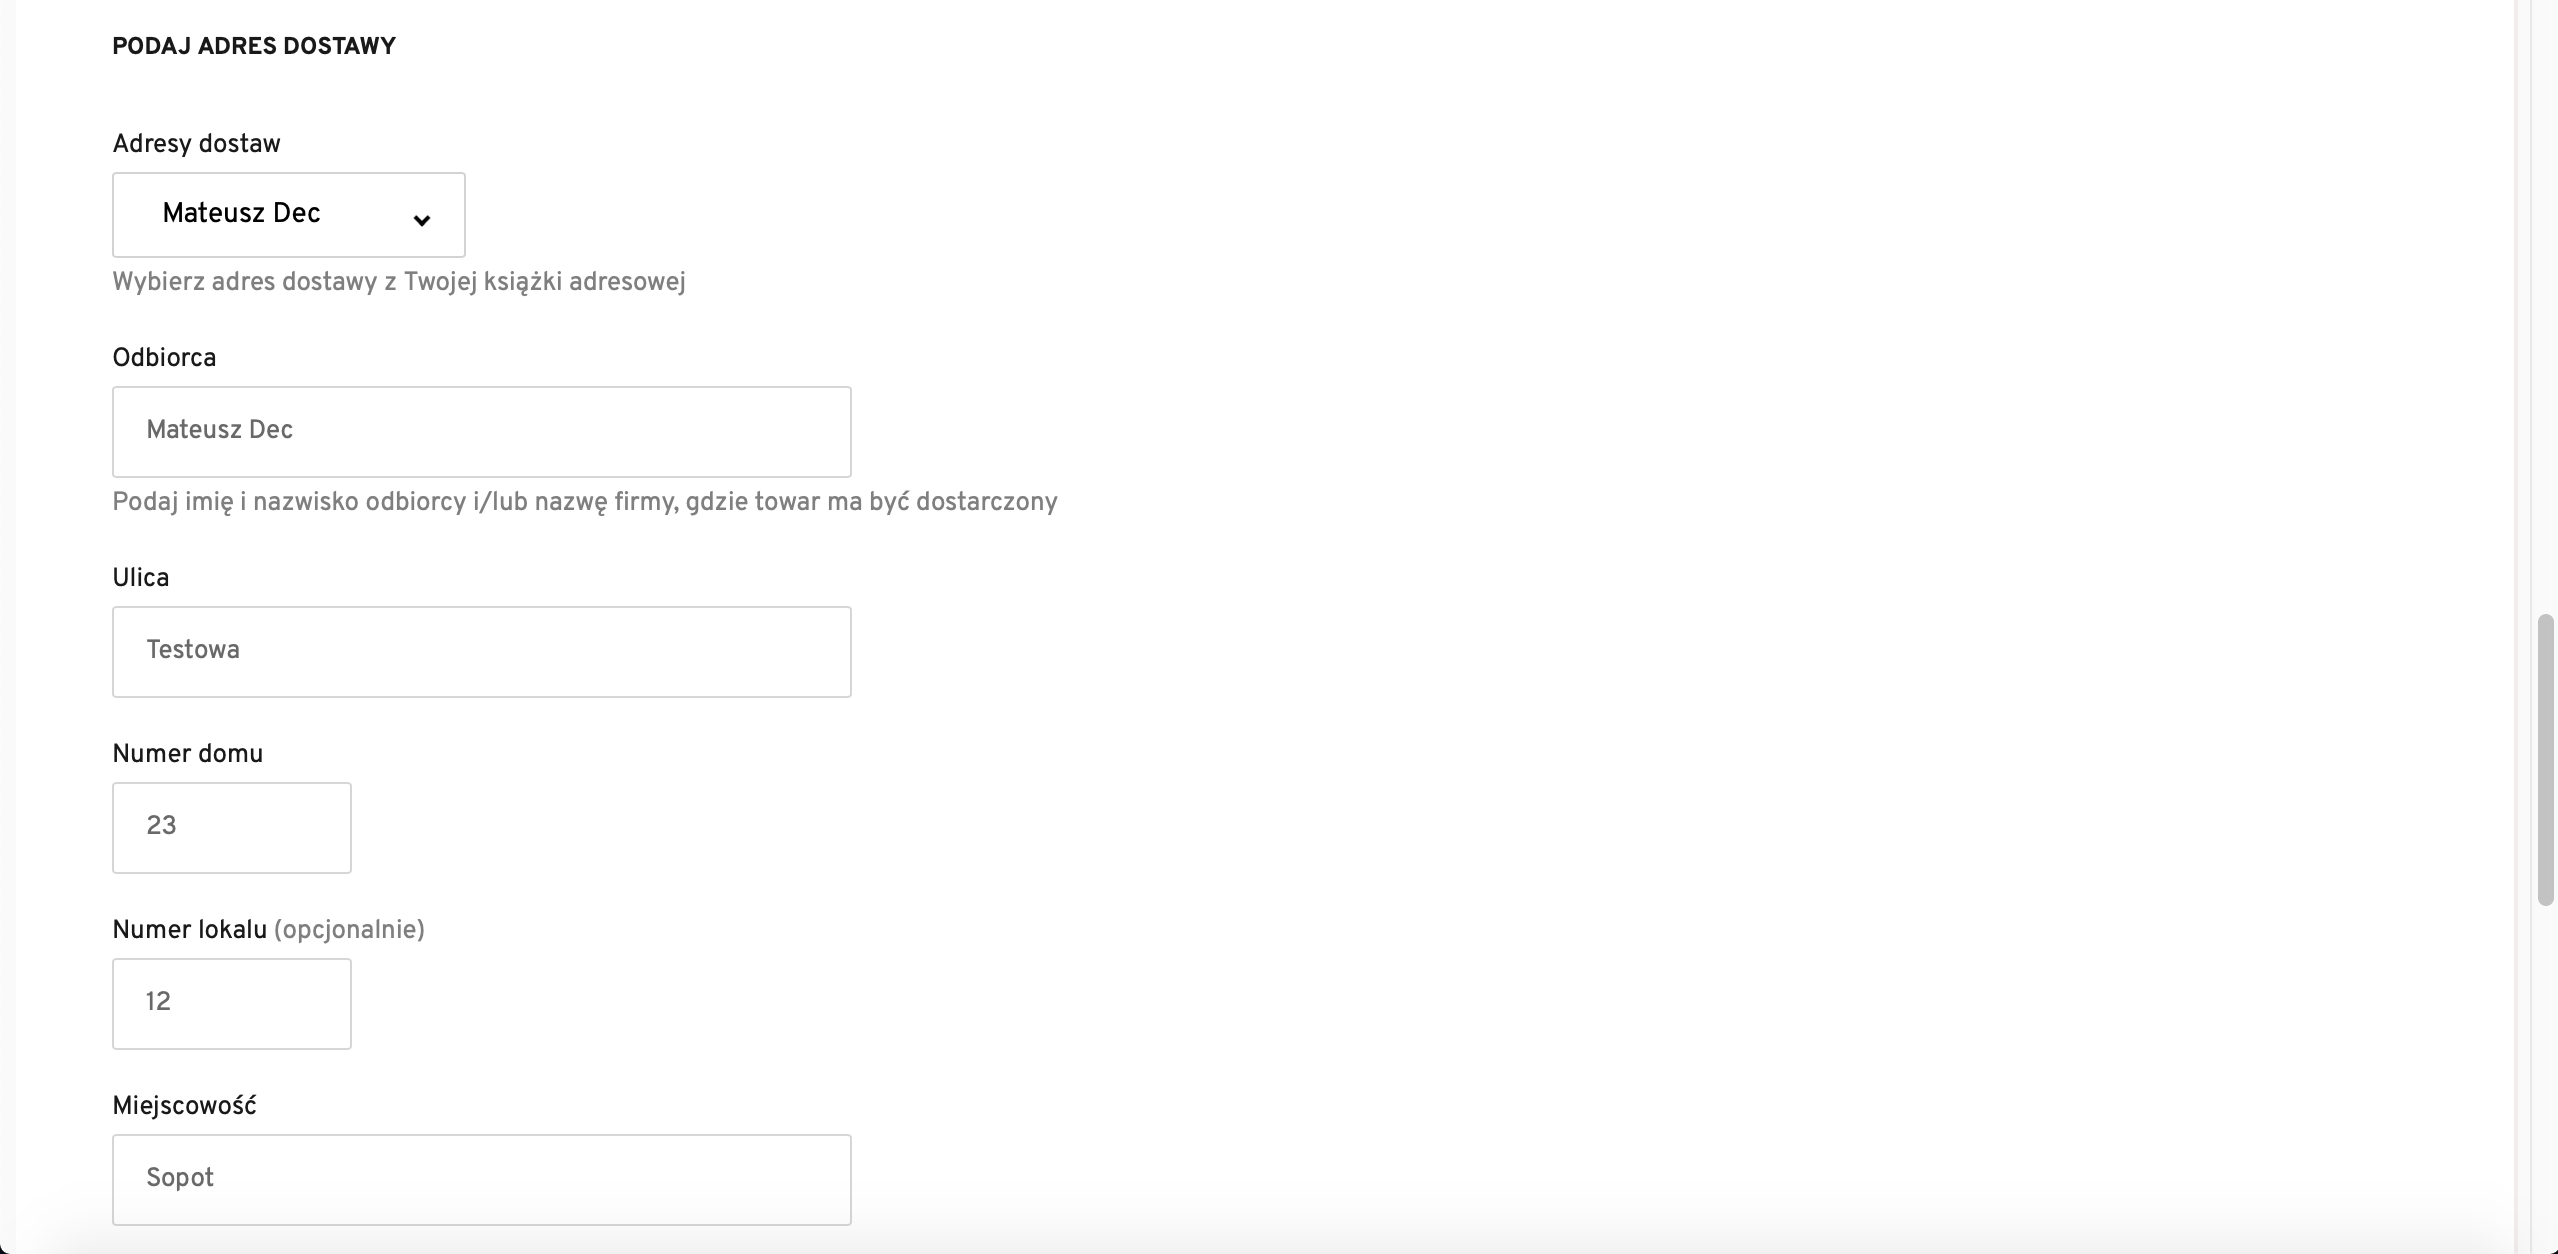 PODAJ ADRES DOSTAWY
Adresy dostaw
Mateusz Dec
Wybierz adres dostawy z Twojej książki adresowej
Odbiorca
Mateusz Dec
Podaj imię i nazwisko odbiorcy i/lub nazwę firmy, gdzie towar ma być dostarczony
Ulica
Testowa
Numer domu
23
Numer lokalu (opcjonalnie)
12
Miejscowość
Sopot